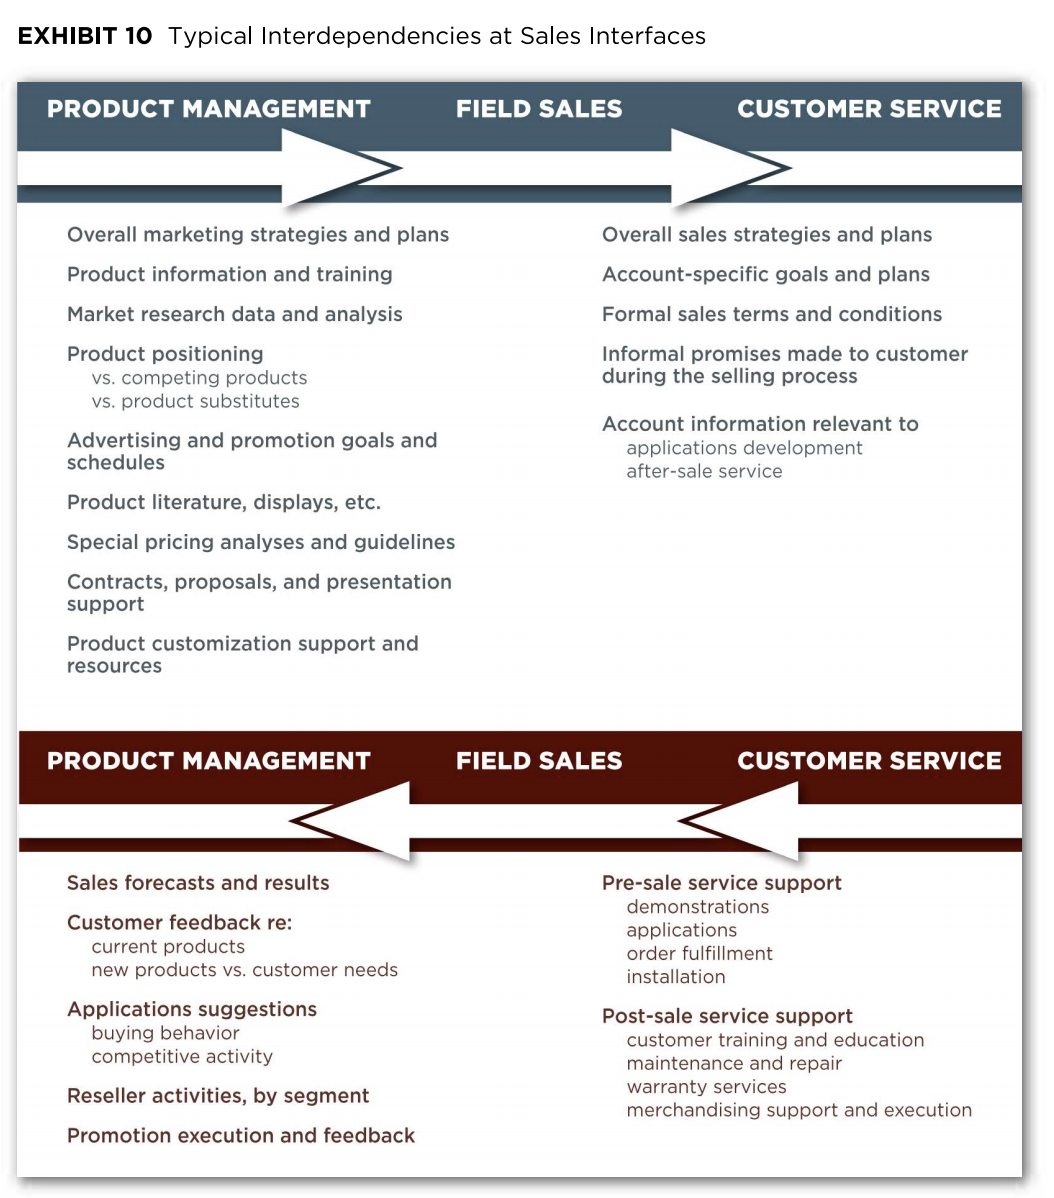 EXHIBIT 10 Typical Interdependencies at Sales Interfaces
PRODUCT MANAGEMENT FIELD SALES CUSTOMER SERVICE
Overall marketing strategies and plans
Product information and training
Market research data and analysis
Product positioning
vs. competing products
vs. product substitutes
Advertising and promotion goals and
schedules
Product literature, displays, etc.
Special pricing analyses and guidelines
Contracts, proposals, and presentation
support
Product customization support and
resources
Overall sales strategies and plans
Account-specific goals and plans
Formal sales terms and conditions
Informal promises made to customer
during the selling process
Account information relevant to
applications development
after-sale service
PRODUCT MANAGEMENT FIELD SALES CUSTOMER SERVICE
Sales forecasts and results
Customer feedback re:
current products
new products vs. customer needs
Applications suggestions
buying behavior
competitive activity
Reseller activities, by segment
Promotion execution and feedback
Pre-sale service support
demonstrations
applications
order fulfillment
installation
Post-sale service support
customer training and education
maintenance and repair
warranty services
merchandising support and execution